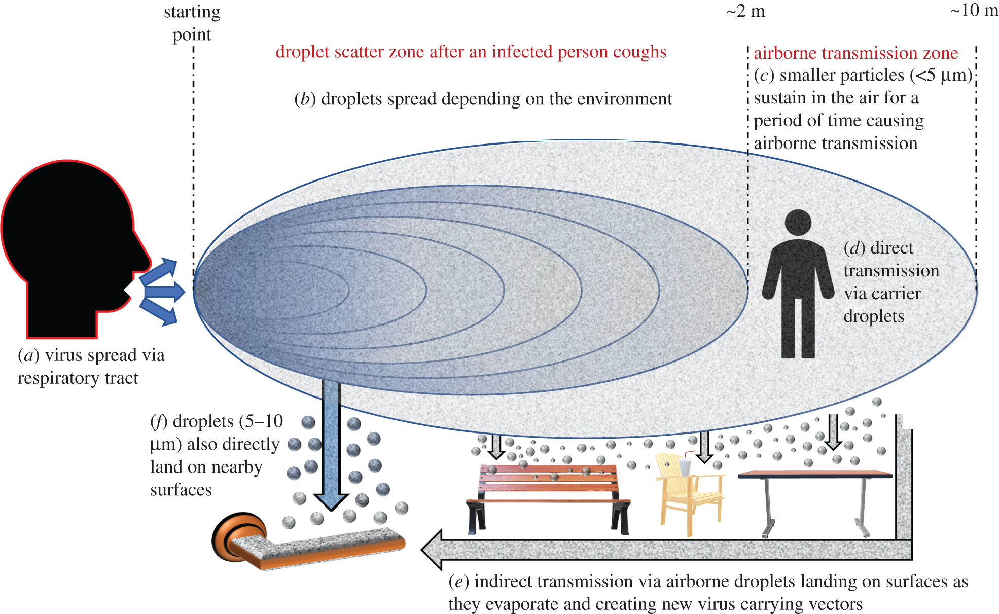 starting
point
~2 m
~10 m
droplet scatter zone after an infected person coughs
(b) droplets spread depending on the environment
airborne transmission zone
(c) smaller particles (<5 µm)
sustain in the air for a
period of time causing
airborne transmission
(d) direct
transmission
via carrier
droplets
(a) virus spread via
respiratory tract
(f) droplets (5–10
µm) also directly
land on nearby
surfaces
(e) indirect transmission via airborne droplets landing on surfaces as
they evaporate and creating new virus carrying vectors